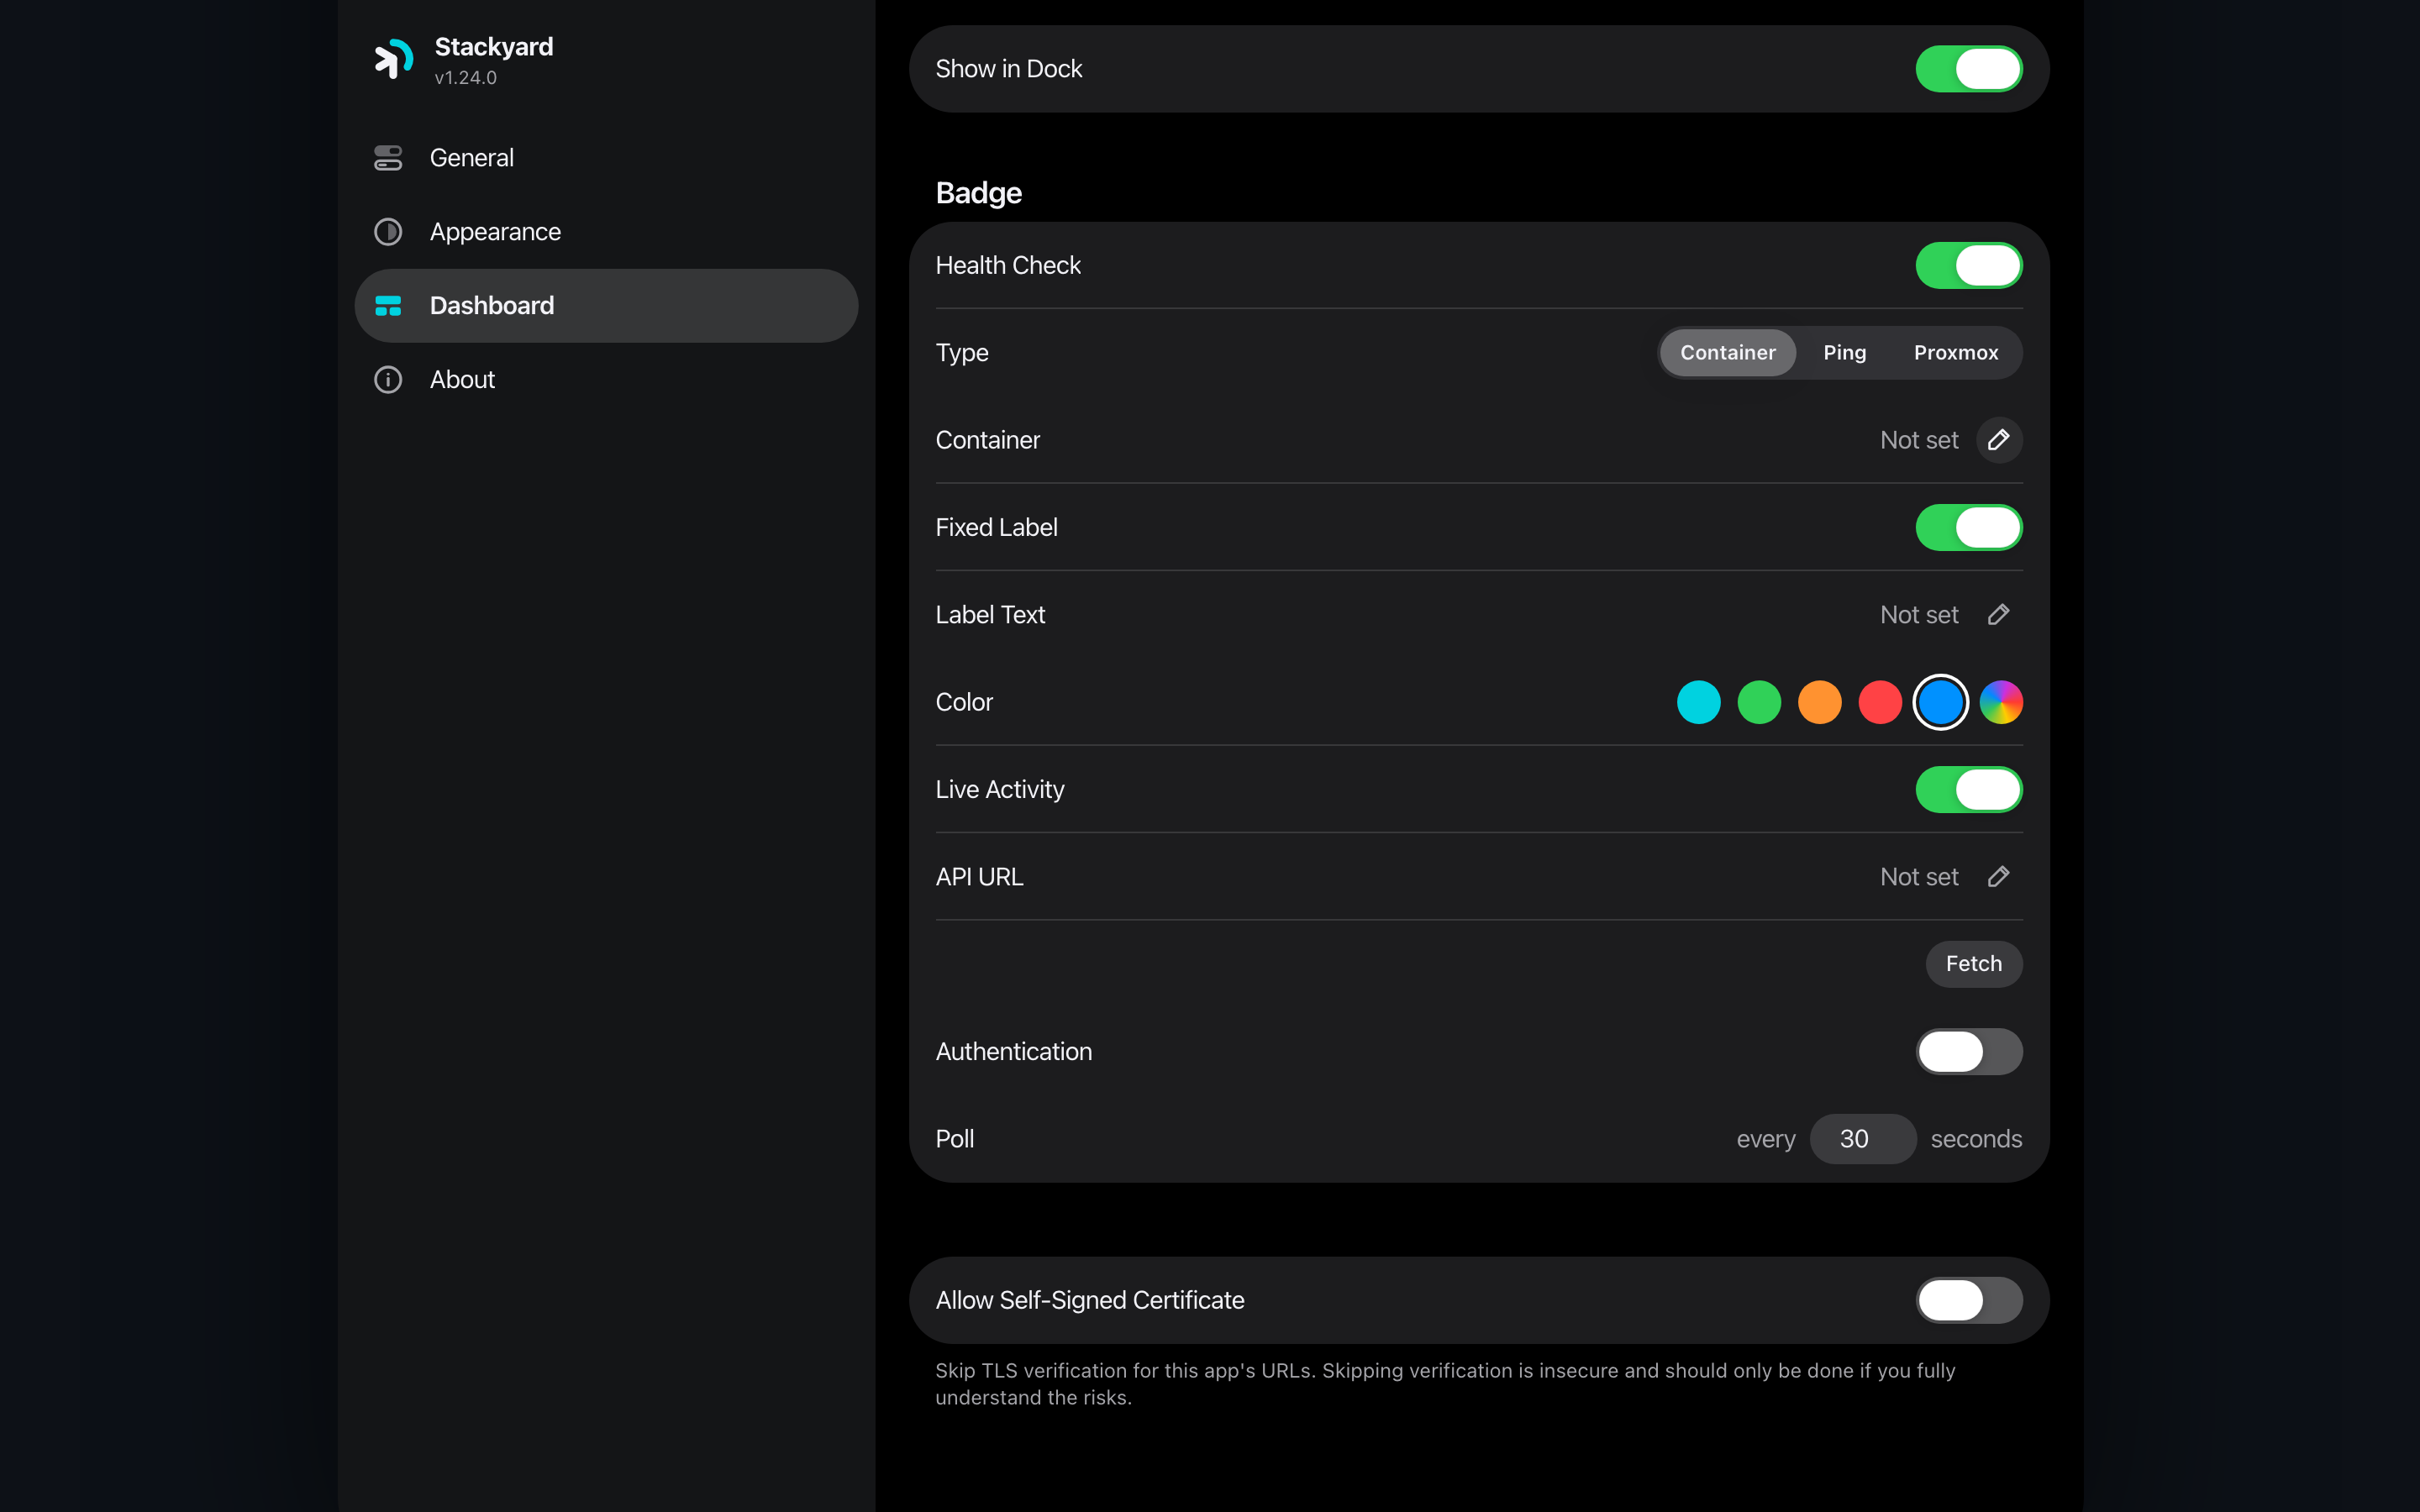 Stackyard
v1.24.0
General
Appearance
Dashboard
About
Show in Dock
Badge
Health Check
Type Container Ping Proxmox
Container Not set
Fixed Label
Label Text Not set
Color
Live Activity
API URL Not set
Fetch
Authentication
Poll every 30 seconds
Allow Self-Signed Certificate
Skip TLS verification for this app's URLs. Skipping verification is insecure and should only be done if you fully
understand the risks.